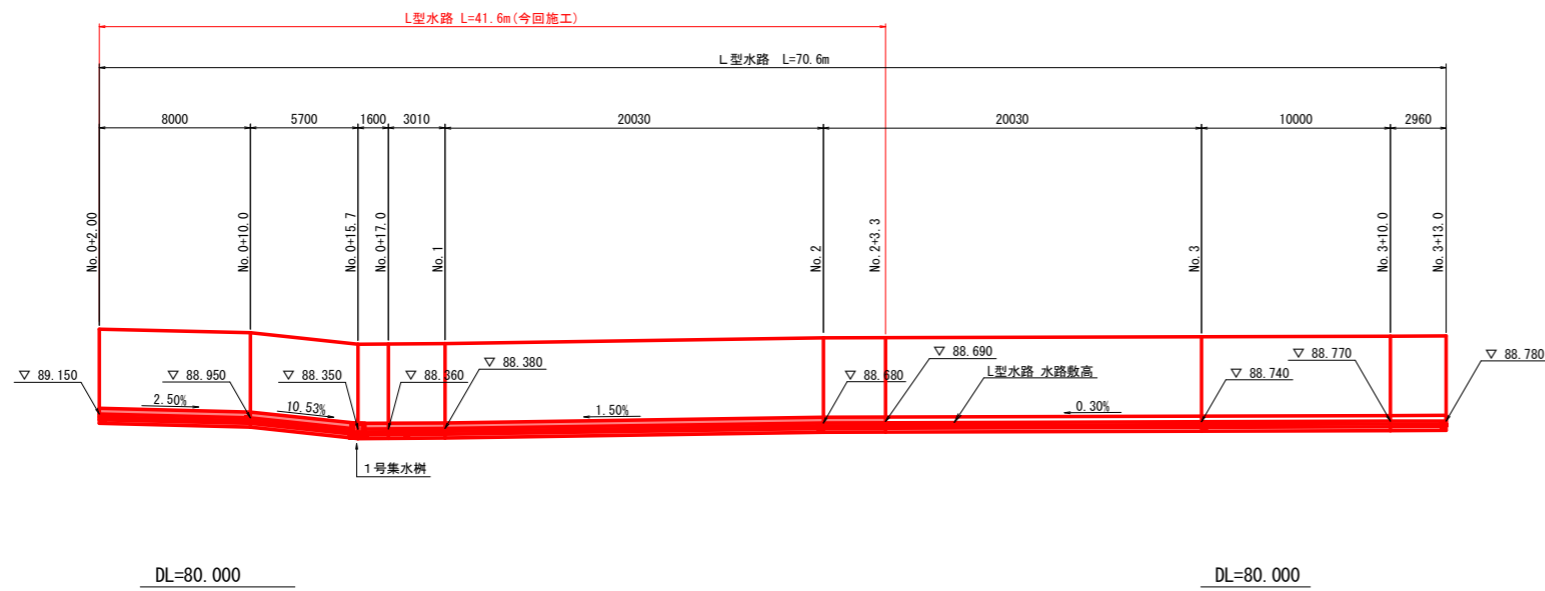 L型水路 L=41.6m(今回施工)
L型水路 L=70.6m
8000 5700 1600 3010 20030 20030 10000 2960
No.0+2.00
No.0+10.0
No.0+15.7
No.0+17.0
No.1
No.2
No.2+3.3
No.3
No.3+10.0
No.3+13.0
▽ 89.150
▽ 88.950
▽ 88.350
▽ 88.360
▽ 88.380
▽ 88.680
▽ 88.690
L型水路 水路敷高
▽ 88.740
▽ 88.770
▽ 88.780
2.50%
10.53%
1.50%
0.30%
1号集水桝
DL=80.000
DL=80.000